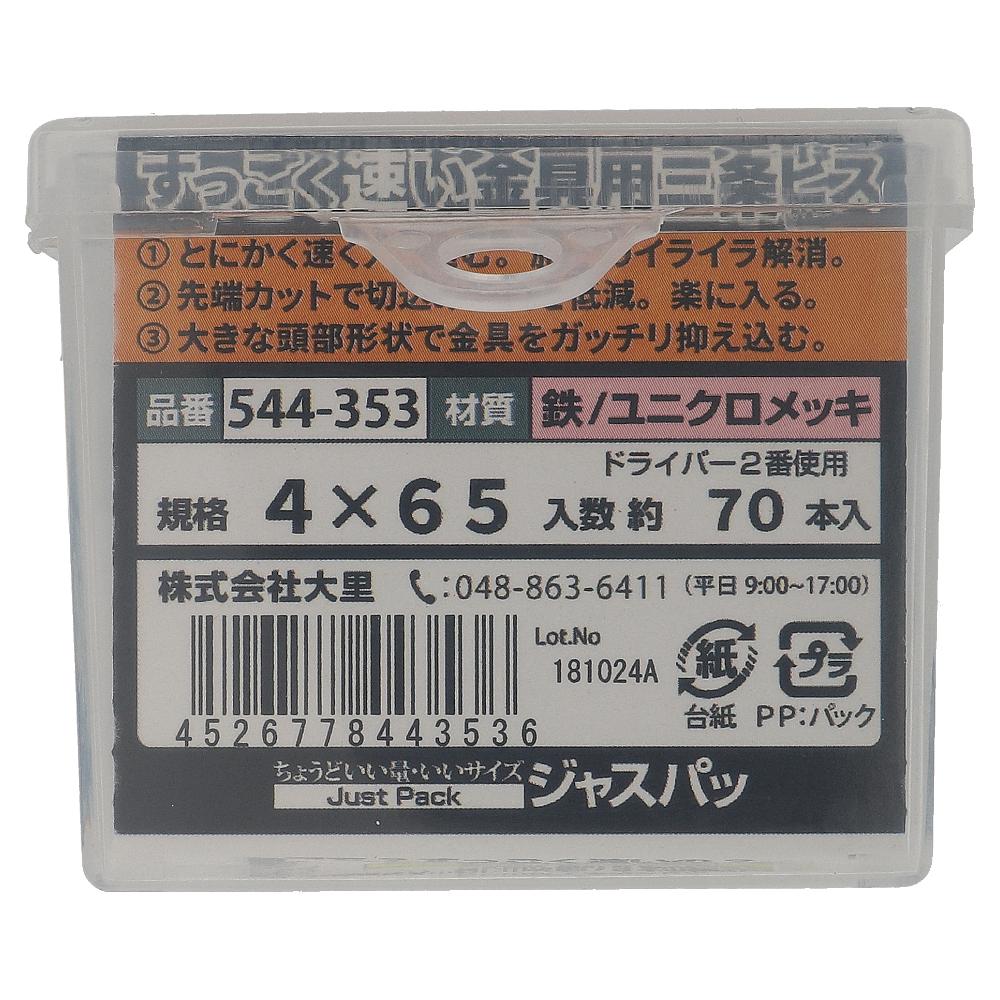 すっごく速い金具用三条ビス
① とにかく速く 込む。 イライラ解消。
② 先端カットで切込 低減。楽に入る。
③ 大きな頭部形状で金具をガッチリ抑え込む。
品番 544-353 材質 鉄/ユニクロメッキ
ドライバー2番使用
規格 4×65 入数 約 70 本入
株式会社大里 :048-863-6411 (平日 9:00~17:00)
Lot.No
181024A
紙 プラ
台紙 PP:パック
4526778443536
ちょうどいい量・いいサイズ
Just Pack ジャスパッ